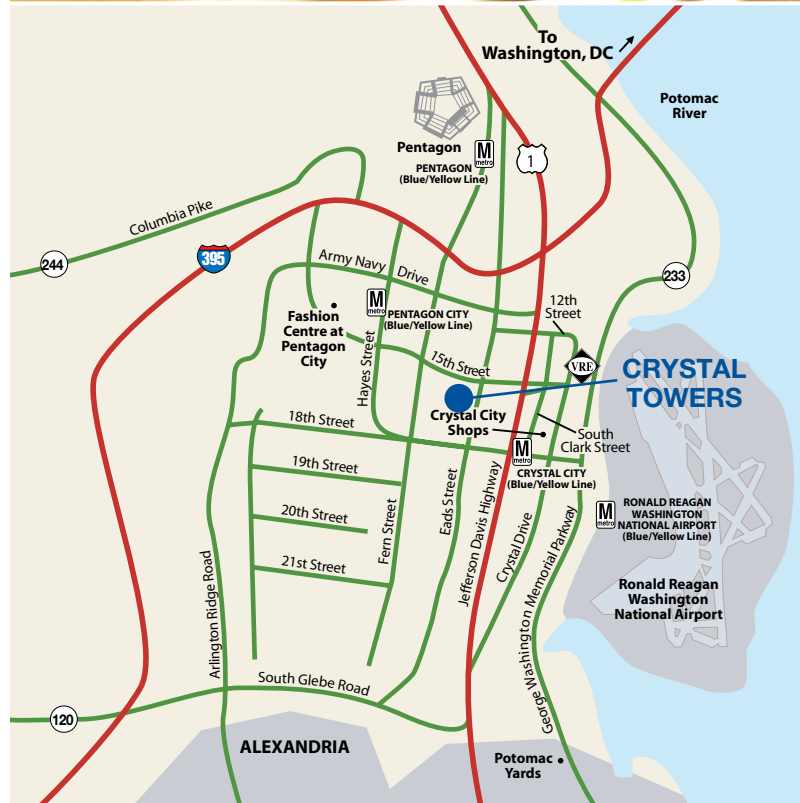 To
Washington, DC
Potomac
River
Pentagon
M
metro
PENTAGON
(Blue/Yellow Line)
1
Columbia Pike
244
395
233
Army Navy Drive
12th
Street
M
metro
PENTAGON CITY
(Blue/Yellow Line)
Fashion
Centre at
Pentagon
City
Hayes Street
15th Street
VRE
CRYSTAL
TOWERS
Crystal City
Shops
South
Clark Street
18th Street
M
metro
CRYSTAL CITY
(Blue/Yellow Line)
19th Street
20th Street
21st Street
Fern Street
Eads Street
Jefferson Davis Highway
Crystal Drive
George Washington Memorial Parkway
M
metro
RONALD REAGAN
WASHINGTON
NATIONAL AIRPORT
(Blue/Yellow Line)
Ronald Reagan
Washington
National Airport
Arlington Ridge Road
South Glebe Road
120
ALEXANDRIA
Potomac
Yards